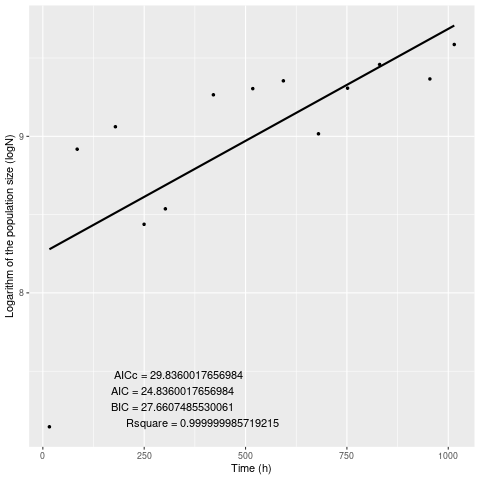 9
8
Logarithm of the population size (logN)
AICc = 29.8360017656984
AIC = 24.8360017656984
BIC = 27.6607485530061
Rsquare = 0.999999985719215
0 250 500 750 1000
Time (h)